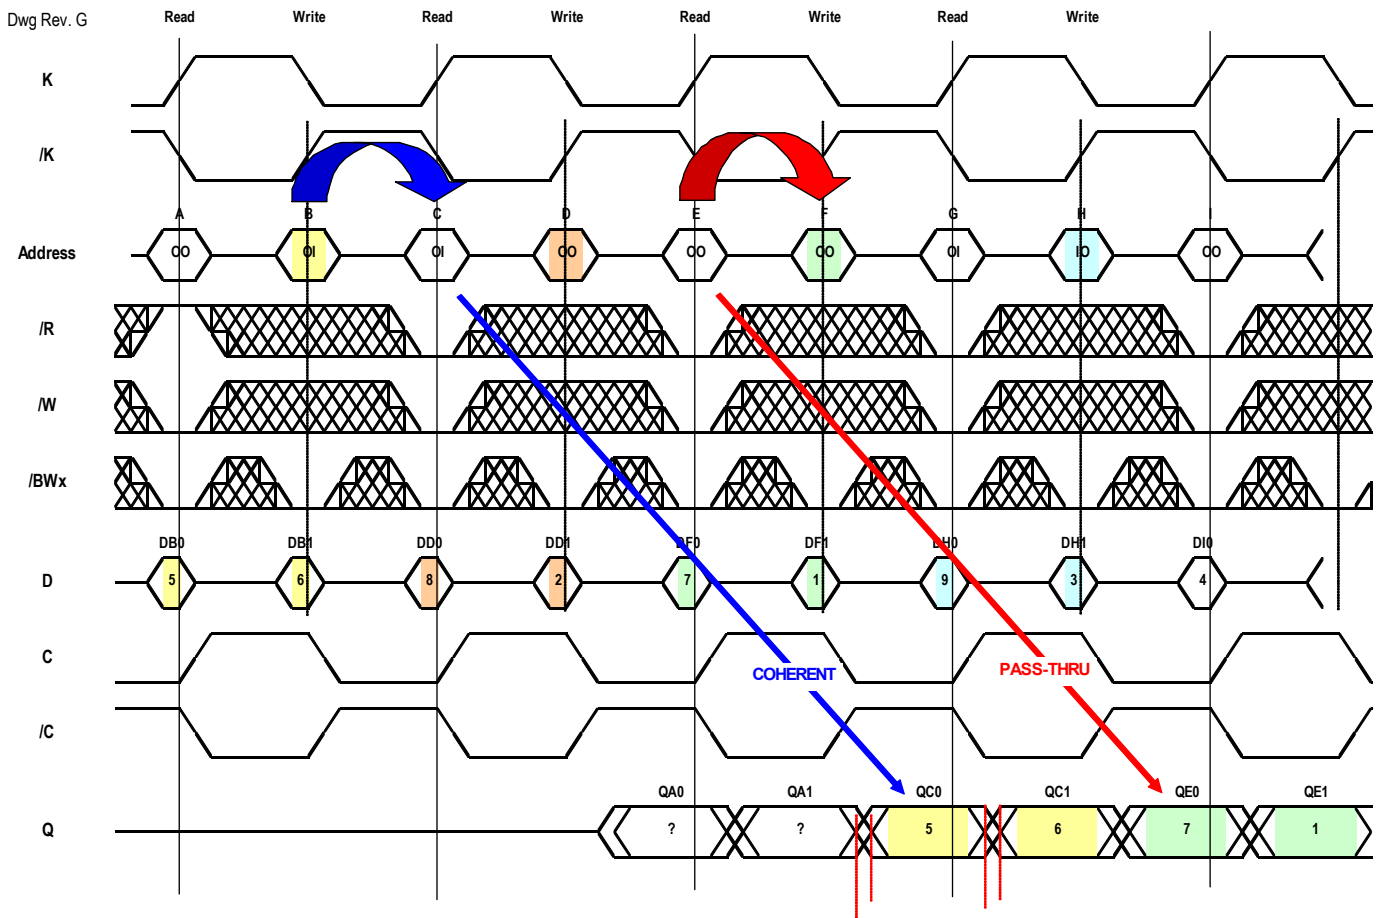 Dwg Rev. G
Read Write Read Write Read Write Read Write
K
/K
A B C D E F G H I
Address OO OI OI OO OO OO OI IO OO
/R
/W
/BWx
DB0 DB1 DD0 DD1 DF0 DF1 DH0 DH1 DI0
D 5 6 8 2 7 1 9 3 4
C
COHERENT PASS-THRU
/C
QA0 QA1 QC0 QC1 QE0 QE1
Q ? ? 5 6 7 1